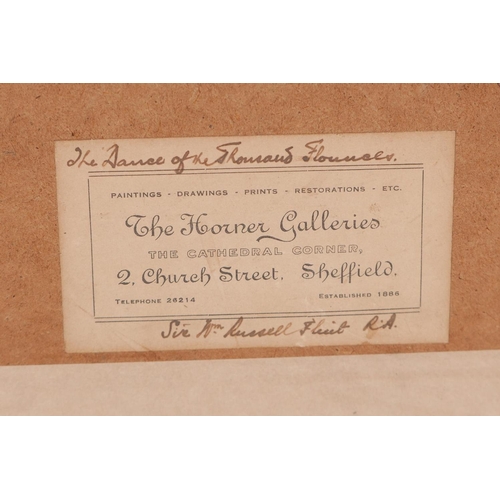 The Dance of the Thousand Flounces.
PAINTINGS - DRAWINGS - PRINTS - RESTORATIONS - ETC.
The Horner Galleries
THE CATHEDRAL CORNER,
2, Church Street, Sheffield.
TELEPHONE 26214 ESTABLISHED 1886
Sir Wm Russell Flint R.A.